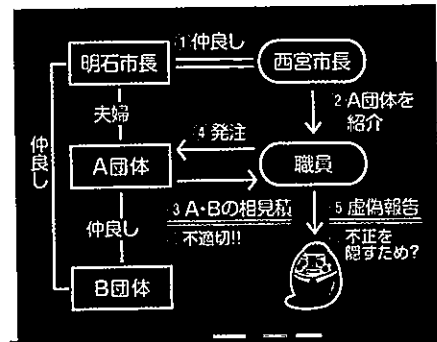 1 仲良し
明石市長
西宮市長
夫婦
2 A団体を
紹介
仲良し
4 発注
A団体
職員
3 A・Bの相見積
不適切!!
5 虚偽報告
不正を
隠すため?
仲良し
B団体